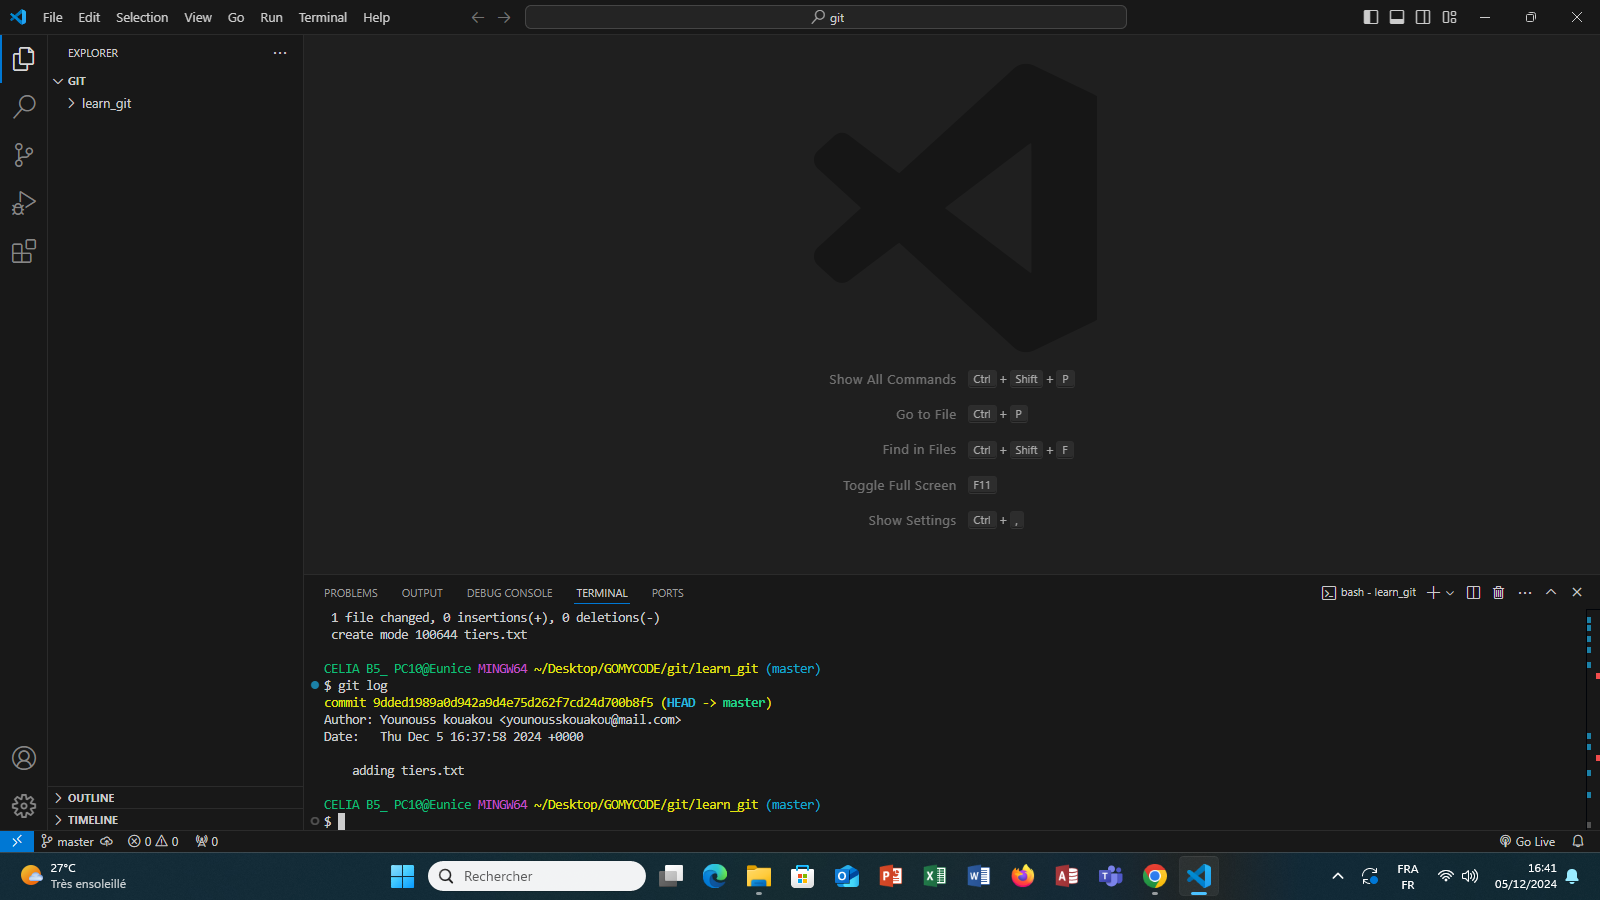 File Edit Selection View Go Run Terminal Help
git
EXPLORER
GIT
learn_git
Show All Commands Ctrl + Shift + P
Go to File Ctrl + P
Find in Files Ctrl + Shift + F
Toggle Full Screen F11
Show Settings Ctrl + ,
PROBLEMS OUTPUT DEBUG CONSOLE TERMINAL PORTS
bash - learn_git
1 file changed, 0 insertions(+), 0 deletions(-)
create mode 100644 tiers.txt
CELIA B5_ PC10@Eunice MINGW64 ~/Desktop/GOMYCODE/git/learn_git (master)
$ git log
commit 9dded1989a0d942a9d4e75d262f7cd24d700b8f5 (HEAD -> master)
Author: Younouss kouakou <younousskouakou@mail.com>
Date:   Thu Dec 5 16:37:58 2024 +0000
adding tiers.txt
CELIA B5_ PC10@Eunice MINGW64 ~/Desktop/GOMYCODE/git/learn_git (master)
$
OUTLINE
TIMELINE
master 0 0 0
Go Live
27°C
Très ensoleillé
Rechercher
FRA
FR
16:41
05/12/2024